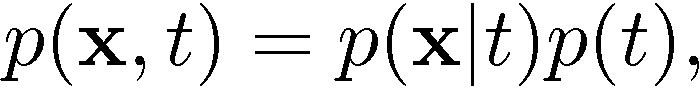 p(𝐱, t) = p(𝐱|t)p(t),